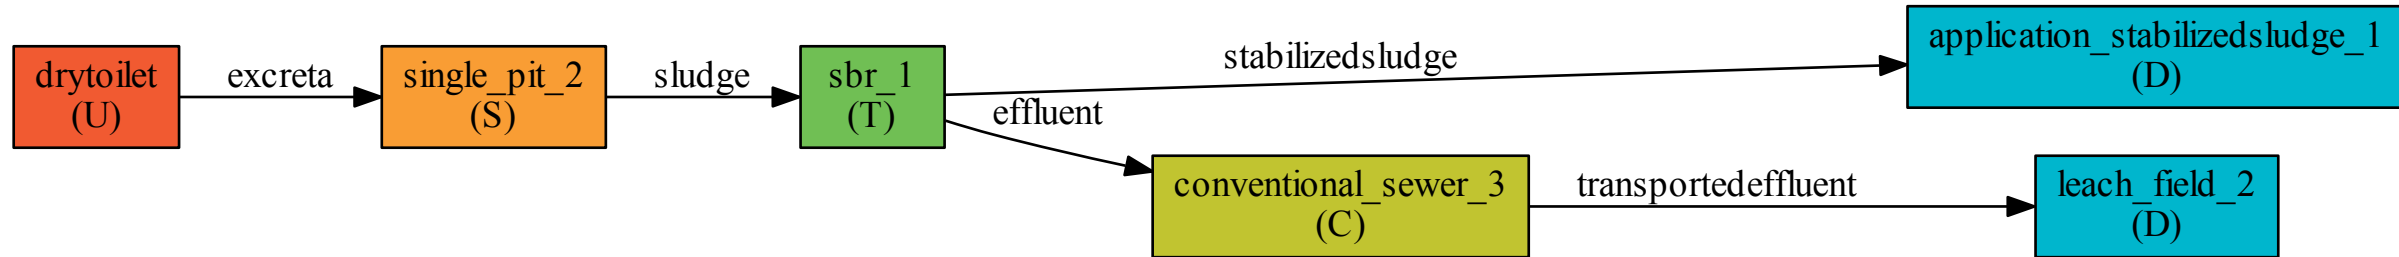 drytoilet
(U)
excreta
single_pit_2
(S)
sludge
sbr_1
(T)
stabilizedsludge
application_stabilizedsludge_1
(D)
effluent
conventional_sewer_3
(C)
transportedeffluent
leach_field_2
(D)